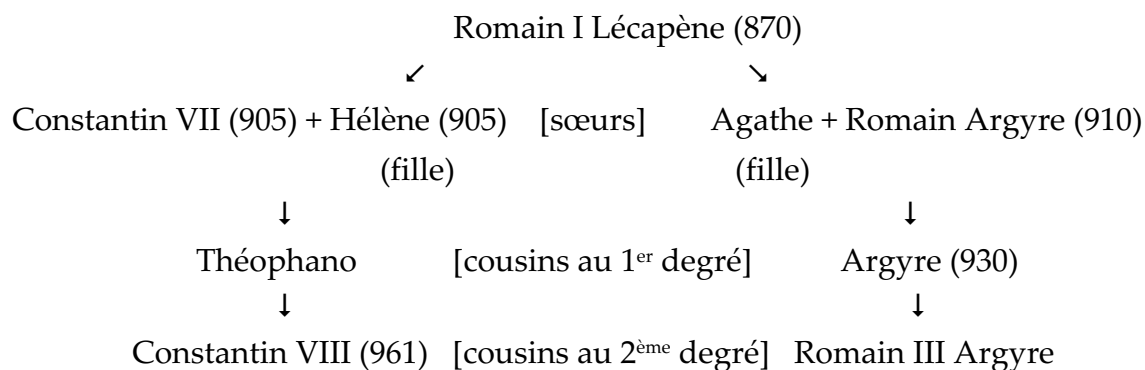 Romain I Lécapène (870)
↙ ↘
Constantin VII (905) + Hélène (905) [sœurs] Agathe + Romain Argyre (910)
(fille) (fille)
↓ ↓
Théophano [cousins au 1er degré] Argyre (930)
↓ ↓
Constantin VIII (961) [cousins au 2ème degré] Romain III Argyre